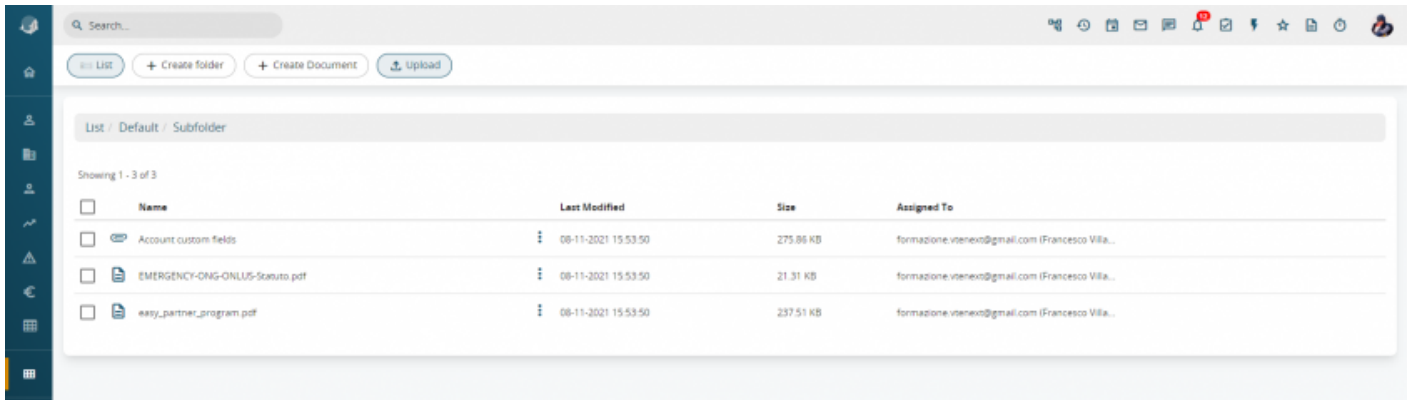 Search...
List + Create folder + Create Document Upload
List / Default / Subfolder
Showing 1 - 3 of 3
Name Last Modified Size Assigned To
Account custom fields 08-11-2021 15:53:50 275.86 KB formazione.vtenext@gmail.com (Francesco Villa...
EMERGENCY-ONG-ONLUS-Statuto.pdf 08-11-2021 15:53:50 21.31 KB formazione.vtenext@gmail.com (Francesco Villa...
easy_partner_program.pdf 08-11-2021 15:53:50 237.51 KB formazione.vtenext@gmail.com (Francesco Villa...